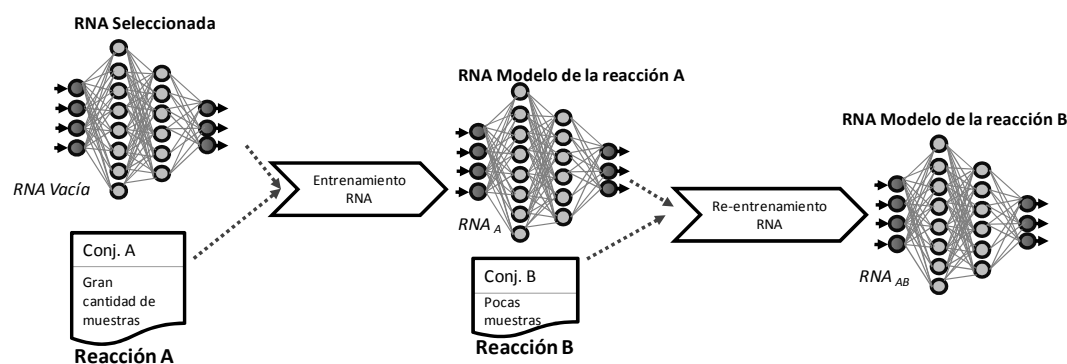 RNA Seleccionada
RNA Vacía
Conj. A
Gran
cantidad de
muestras
Reacción A
Entrenamiento
RNA
RNA Modelo de la reacción A
RNA A
Conj. B
Pocas
muestras
Reacción B
Re-entrenamiento
RNA
RNA Modelo de la reacción B
RNA AB